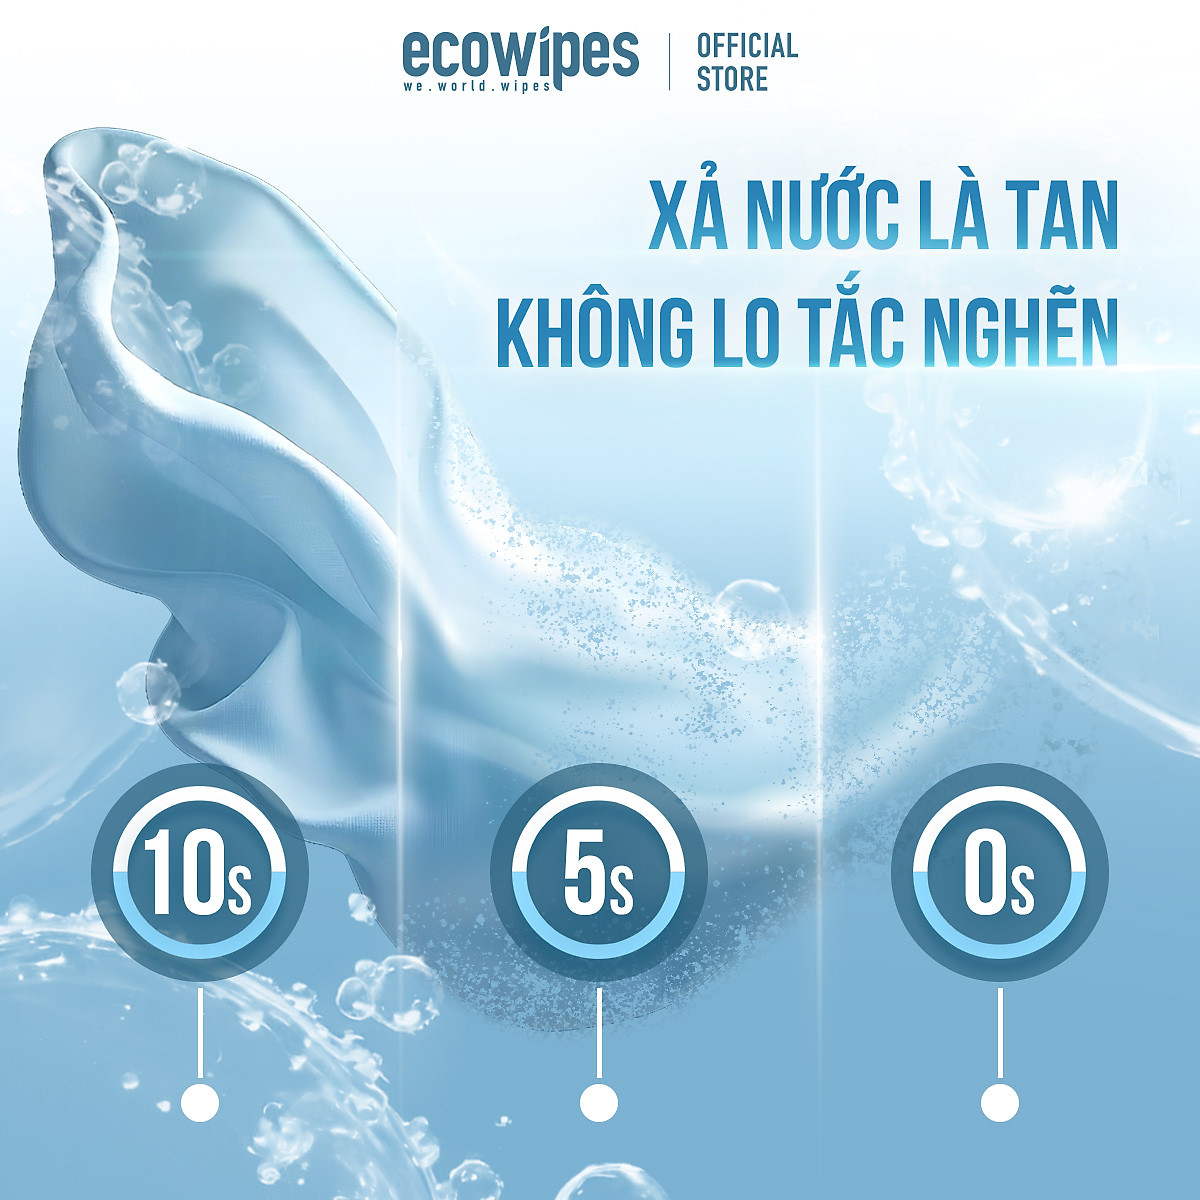 ecowipes
we.world.wipes
OFFICIAL
STORE
XẢ NƯỚC LÀ TAN
KHÔNG LO TẮC NGHẼN
10s
5s
0s